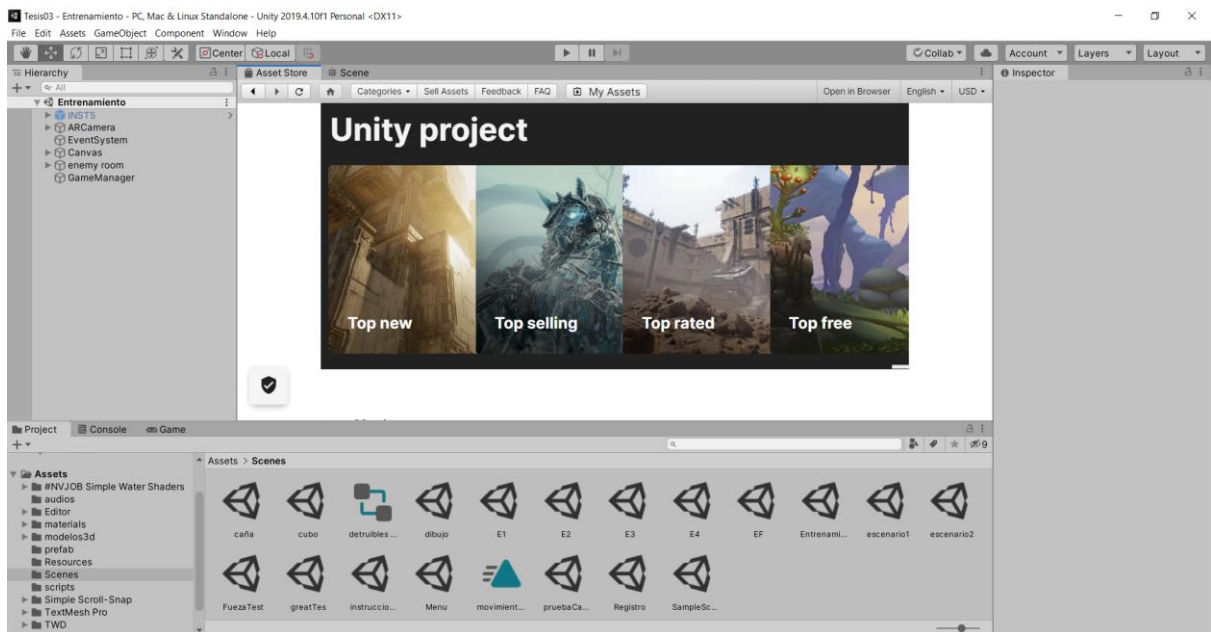 Tesis03 - Entrenamiento - PC, Mac & Linux Standalone - Unity 2019.4.10f1 Personal <DX11>
File Edit Assets GameObject Component Window Help
Center Local Collab Account Layers Layout
Hierarchy
All
Entrenamiento
INST5
ARCamera
EventSystem
Canvas
enemy room
GameManager
Asset Store Scene
Categories Sell Assets Feedback FAQ My Assets Open in Browser English USD
Unity project
Top new Top selling Top rated Top free
Inspector
Project Console Game
9
Assets
#NVJOB Simple Water Shaders
audios
Editor
materials
modelos3d
prefab
Resources
Scenes
scripts
Simple Scroll-Snap
TextMesh Pro
TWD
Assets > Scenes
caña cubo detruibles ... dibujo E1 E2 E3 E4 EF Entrenami... escenario1 escenario2
FuezaTest greatTes instruccio... Menu movimient... pruebaCa... Registro SampleSc...